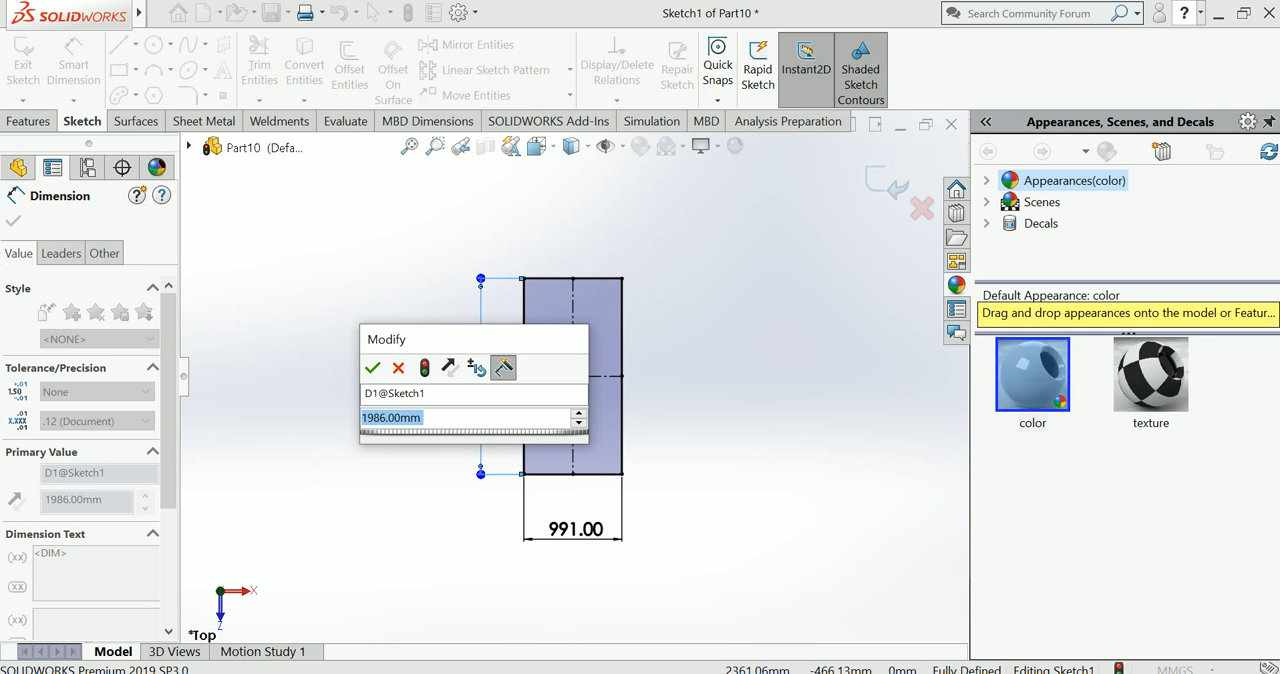 SOLIDWORKS
Sketch1 of Part10 *
Search Community Forum
?
Exit Sketch
Smart Dimension
Trim Entities
Convert Entities
Offset Entities
Offset On Surface
Mirror Entities
Linear Sketch Pattern
Move Entities
Display/Delete Relations
Repair Sketch
Quick Snaps
Rapid Sketch
Instant2D
Shaded Sketch Contours
Features
Sketch
Surfaces
Sheet Metal
Weldments
Evaluate
MBD Dimensions
SOLIDWORKS Add-Ins
Simulation
MBD
Analysis Preparation
Appearances, Scenes, and Decals
Part10 (Defa...
Dimension
Value
Leaders
Other
Style
<NONE>
Tolerance/Precision
None
.12 (Document)
Primary Value
D1@Sketch1
1986.00mm
Dimension Text
<DIM>
Modify
D1@Sketch1
1986.00mm
991.00
X
Z
*Top
Appearances(color)
Scenes
Decals
Default Appearance: color
Drag and drop appearances onto the model or Featur...
color
texture
Model
3D Views
Motion Study 1
SOLIDWORKS Premium 2019 SP3.0
2361.06mm
-466.13mm
0mm
Fully Defined
Editing Sketch1
MMGS